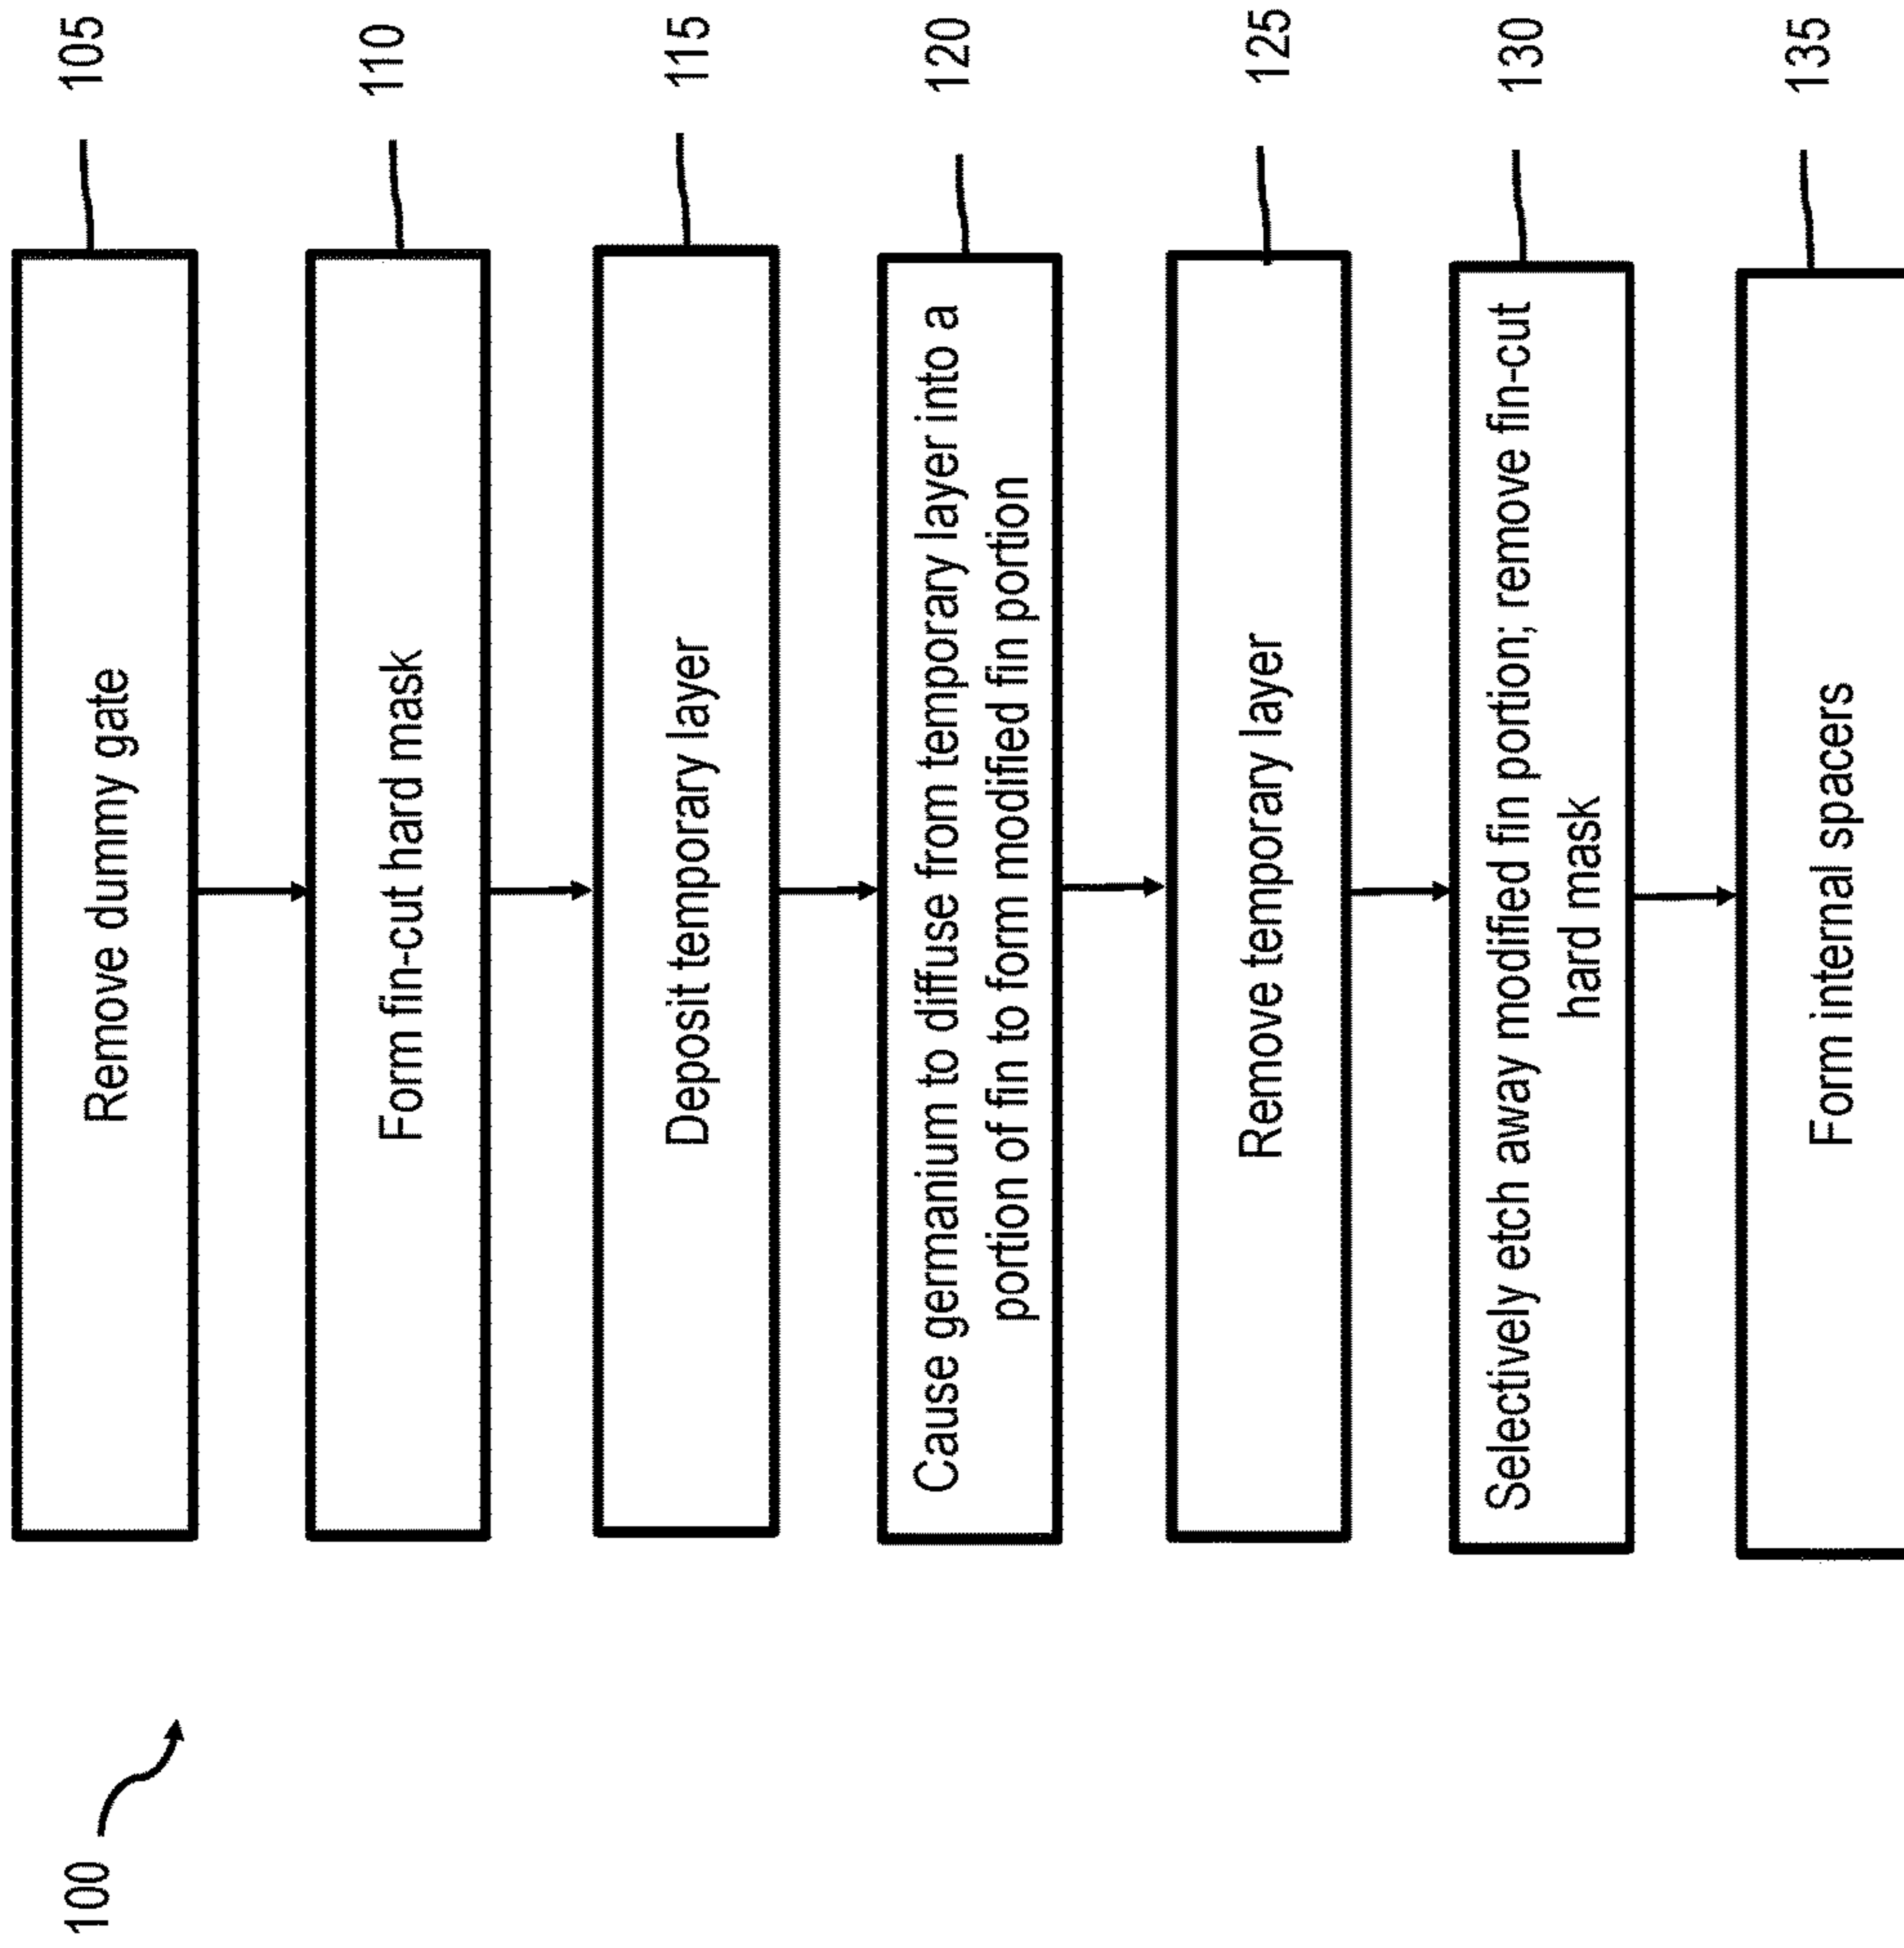 100
Remove dummy gate
105
Form fin-cut hard mask
110
Deposit temporary layer
115
Cause germanium to diffuse from temporary layer into a
portion of fin to form modified fin portion
120
Remove temporary layer
125
Selectively etch away modified fin portion; remove fin-cut
hard mask
130
Form internal spacers
135